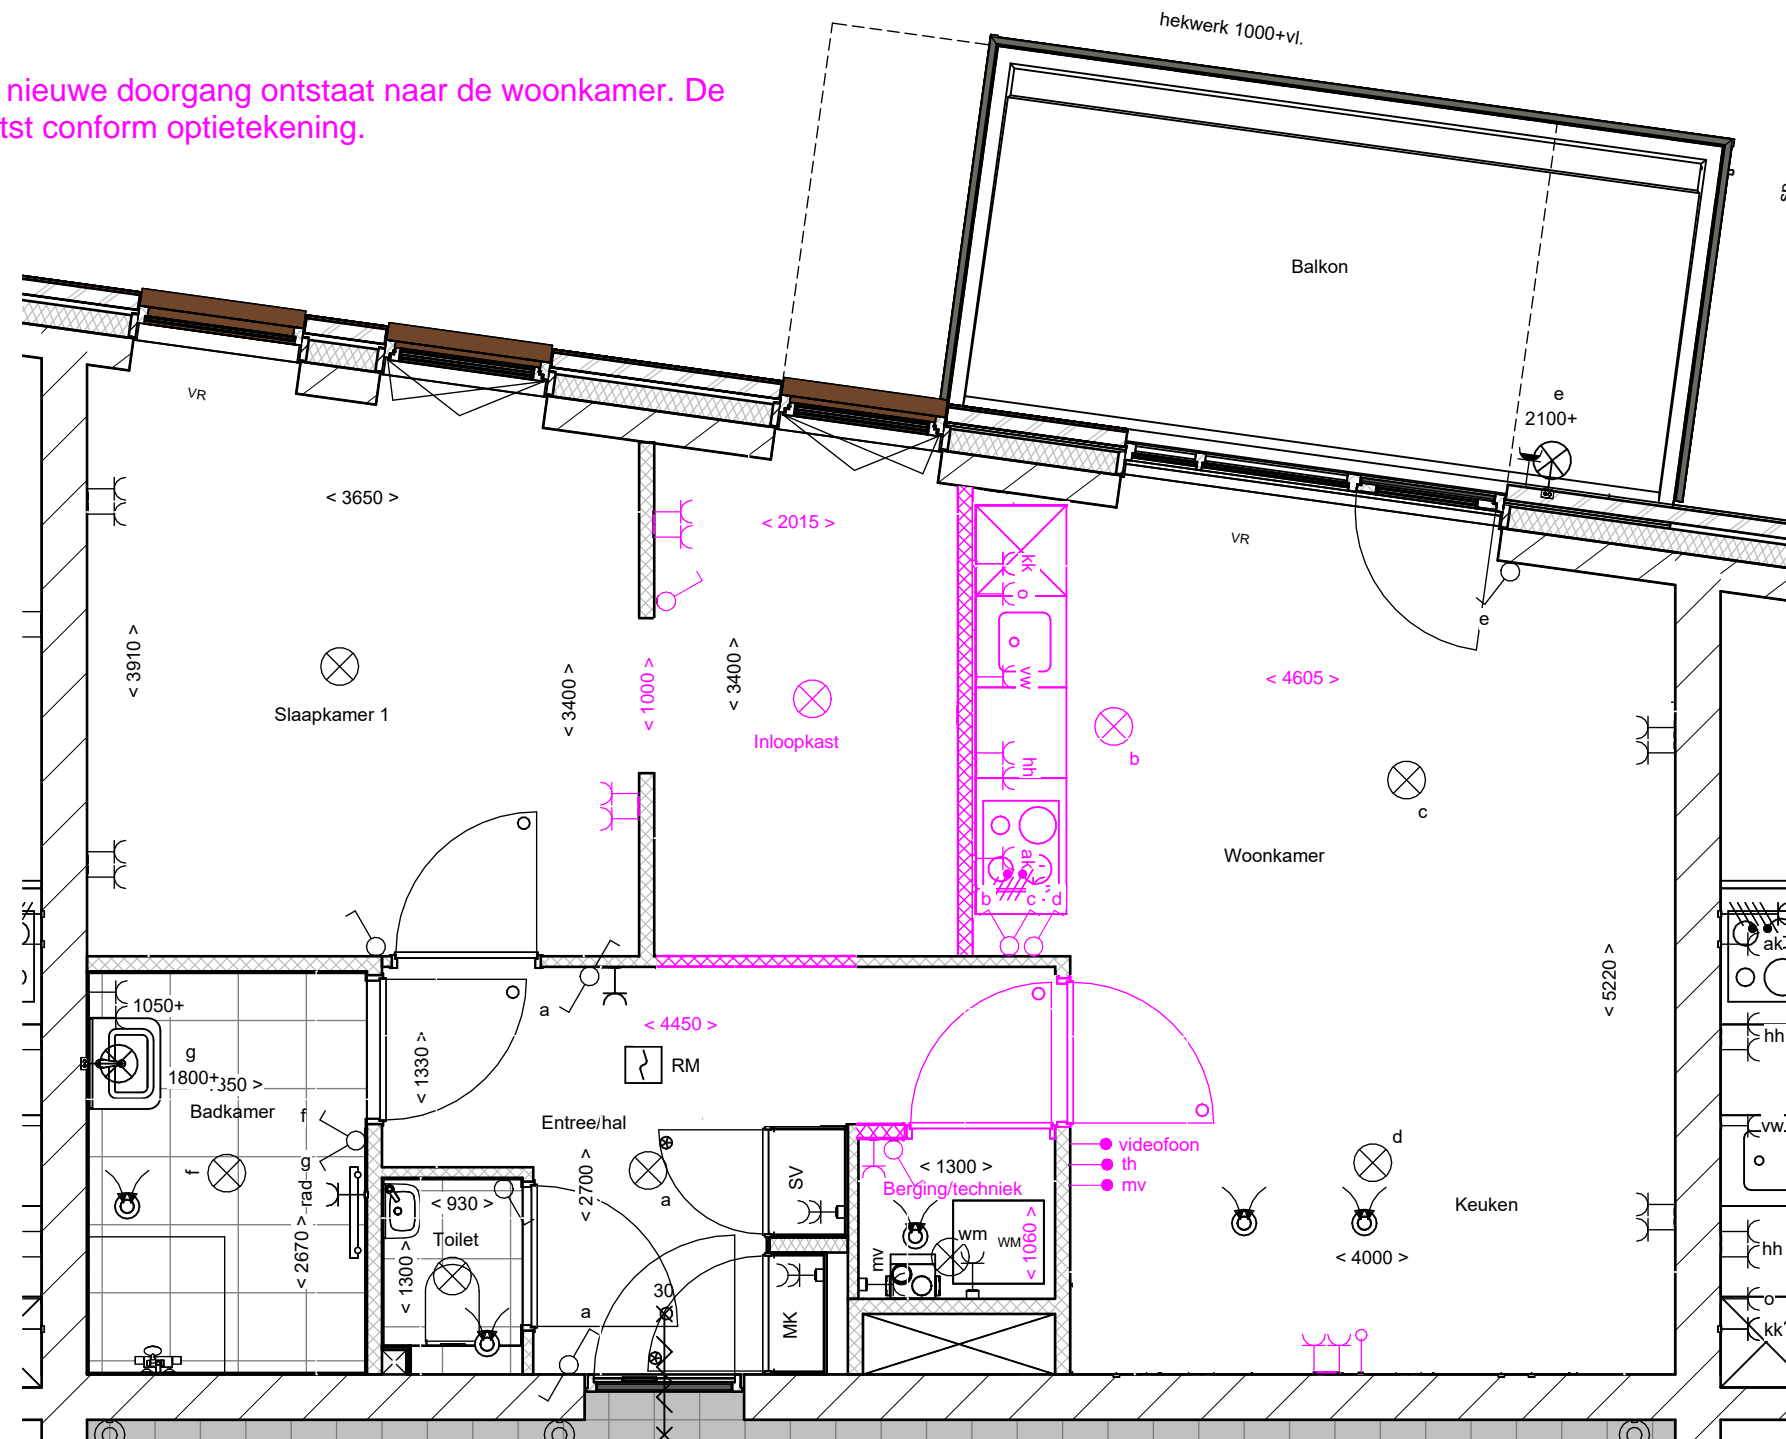 hekwerk 1000+vl.
nieuwe doorgang ontstaat naar de woonkamer. De
tst conform optietekening.
Balkon
e
2100+
VR
< 3650 >
< 2015 >
VR
kk
o
e
< 3910 >
< 3400 >
< 1000 >
< 3400 >
vw
< 4605 >
Slaapkamer 1
Inloopkast
b
hh
c
Woonkamer
ak
b
c
d
ak
< 5220 >
1050+
a
< 4450 >
hh
g
1800+
RM
< 1330 >
Badkamer
f
Entree/hal
vw
videofoon
d
th
mv
f
g
rad
< 930 >
< 2700 >
a
SV
< 1300 >
Berging/techniek
Keuken
Toilet
wm
WM
< 1060 >
mv
< 4000 >
hh
< 2670 >
< 1300 >
30
a
MK
o
kk